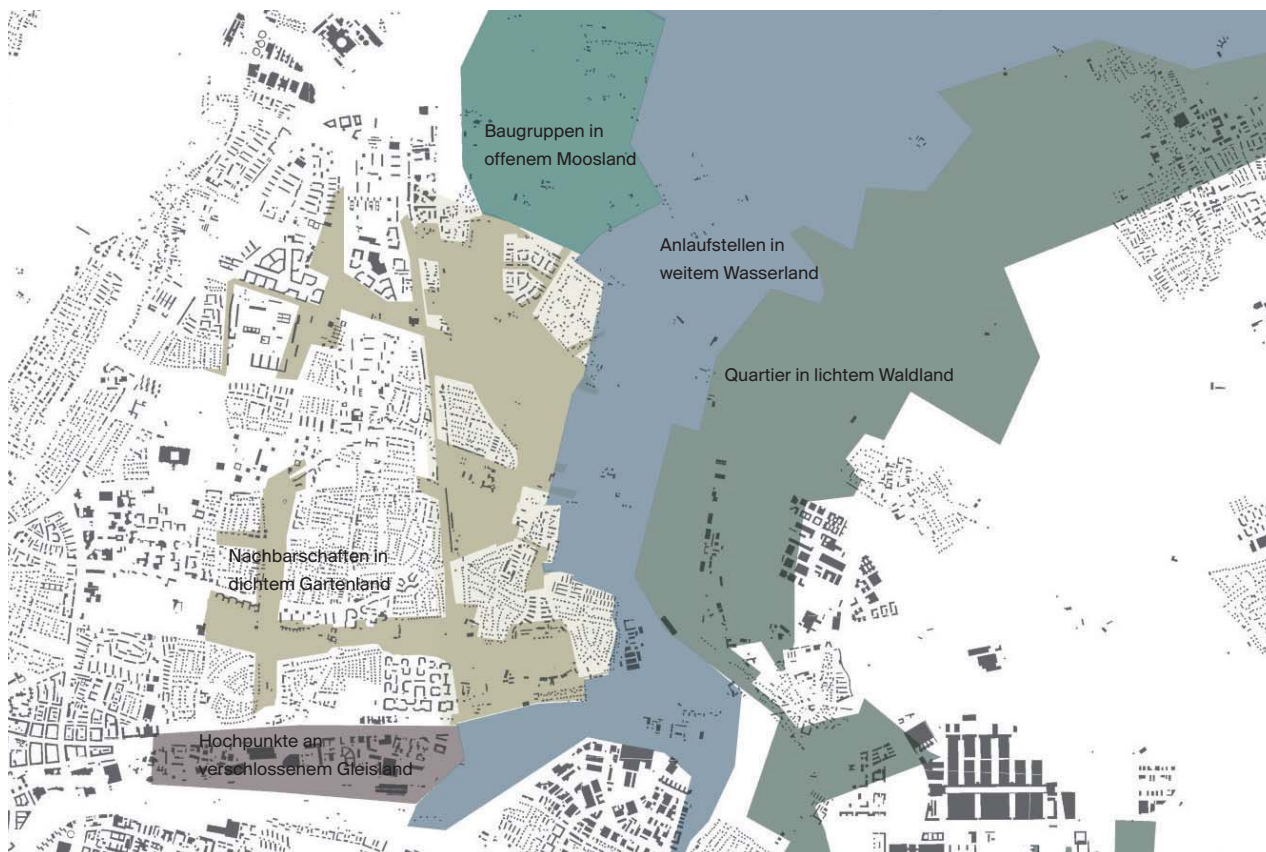 Baugruppen in
offenem Moosland
Anlaufstellen in
weitem Wasserland
Quartier in lichtem Waldland
Nachbarschaften in
dichtem Gartenland
Hochpunkte an
verschlossenem Gleisland